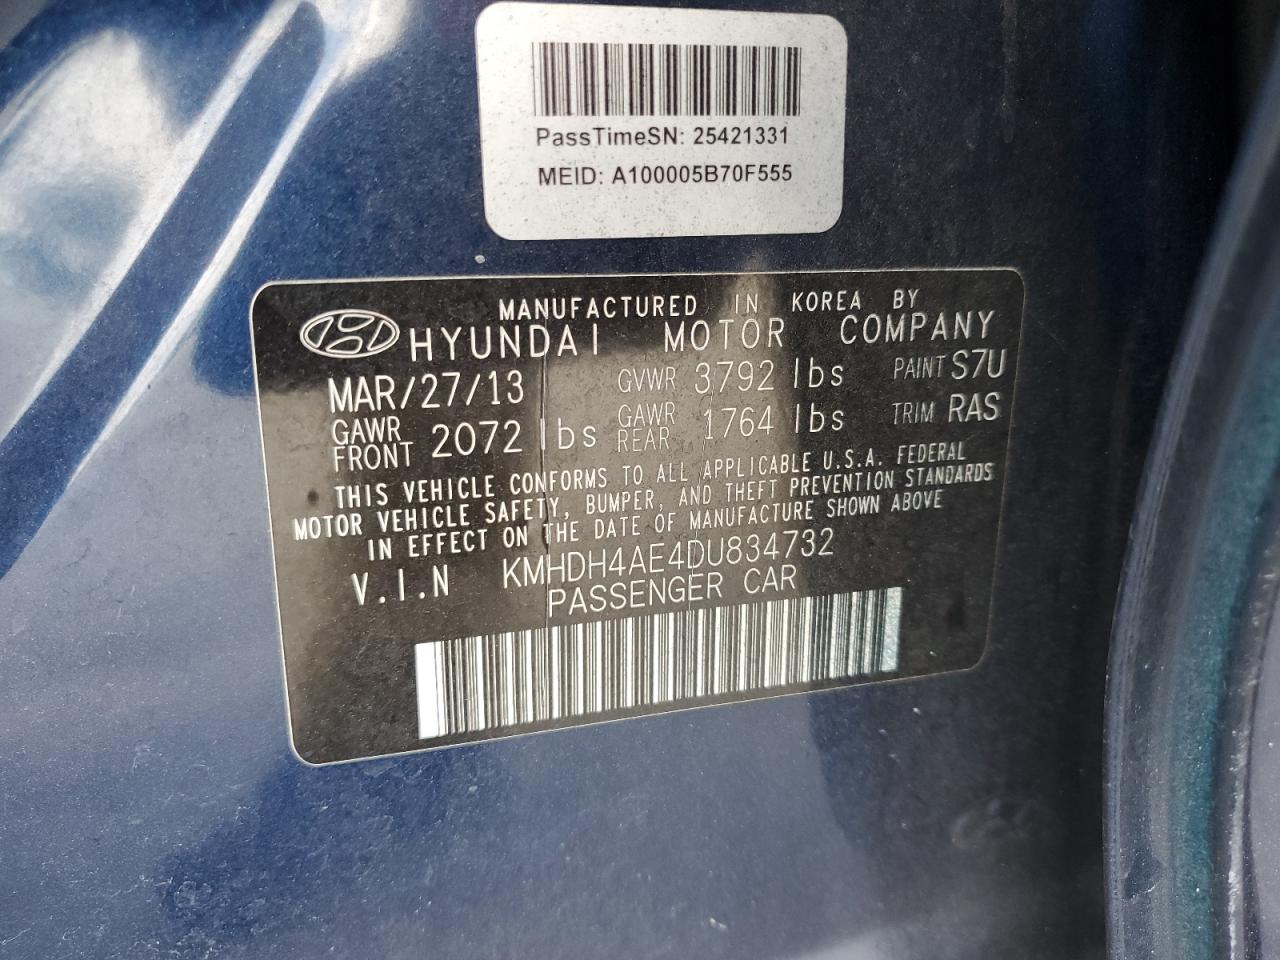 PassTimeSN: 25421331
MEID: A100005B70F555
MANUFACTURED IN KOREA BY
HYUNDAI MOTOR COMPANY
MAR/27/13 GVWR 3792 lbs PAINT S7U
GAWR FRONT 2072 lbs GAWR REAR 1764 lbs TRIM RAS
THIS VEHICLE CONFORMS TO ALL APPLICABLE U.S.A. FEDERAL
MOTOR VEHICLE SAFETY, BUMPER, AND THEFT PREVENTION STANDARDS
IN EFFECT ON THE DATE OF MANUFACTURE SHOWN ABOVE
V.I.N KMHDH4AE4DU834732
PASSENGER CAR